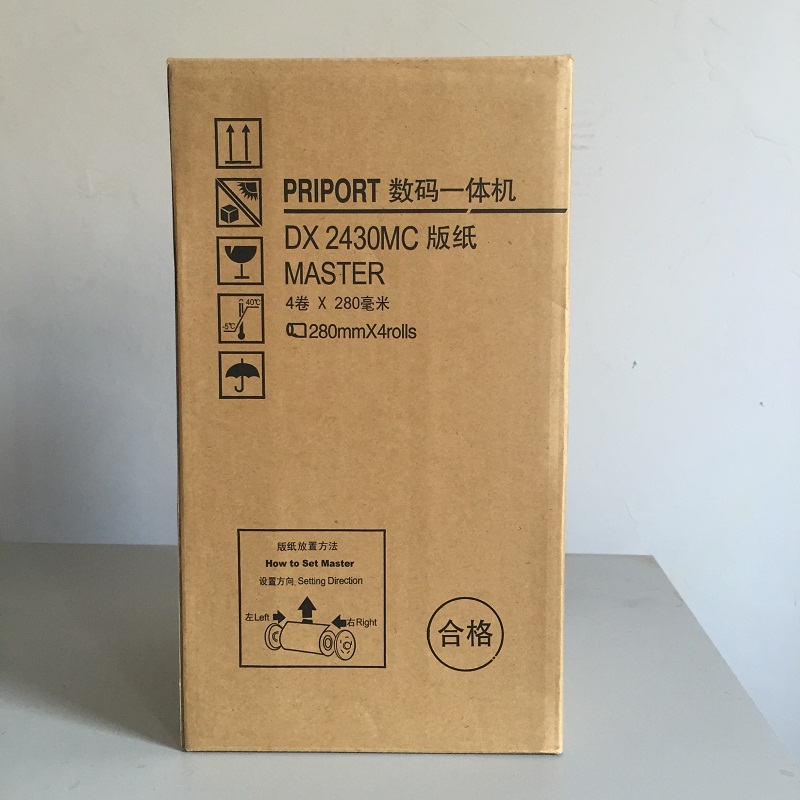 PRIPORT 数码一体机
DX 2430MC 版纸
MASTER
4卷 X 280毫米
280mmX4rolls
40℃
-5℃
版纸放置方法
How to Set Master
设置方向 Setting Direction
左Left
右Right
合格